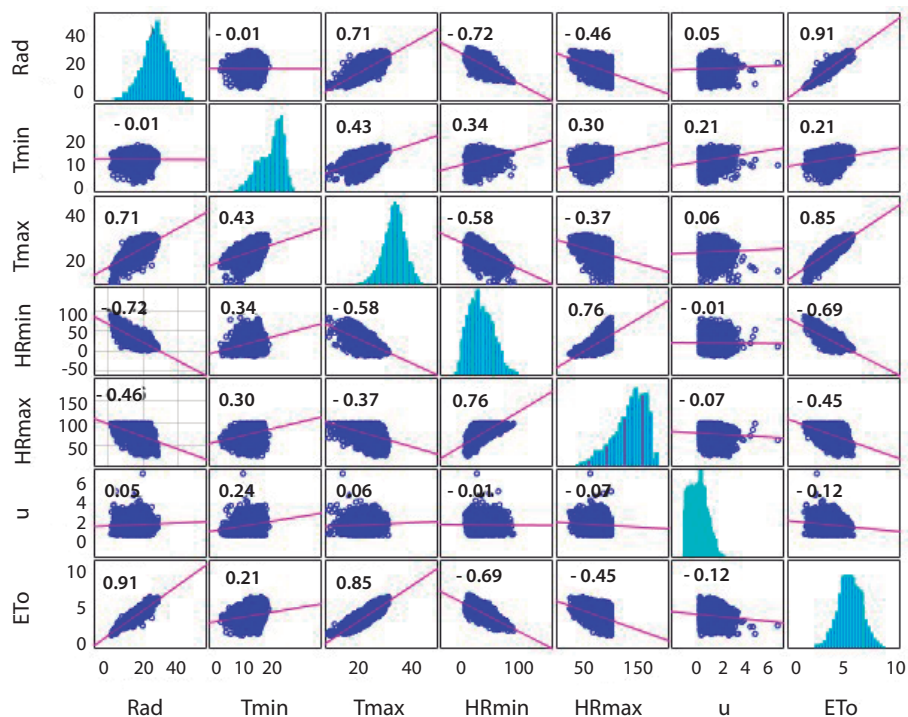 Rad 40 20 0 - 0.01 0.71 - 0.72 - 0.46 0.05 0.91
Tmin 20 10 0 - 0.01 0.43 0.34 0.30 0.21 0.21
Tmax 40 20 0.71 0.43 - 0.58 - 0.37 0.06 0.85
HRmin 100 50 0 -50 - 0.72 0.34 - 0.58 0.76 - 0.01 - 0.69
HRmax 150 100 50 - 0.46 0.30 - 0.37 0.76 - 0.07 - 0.45
u 6 4 2 0 0.05 0.24 0.06 - 0.01 - 0.07 - 0.12
ETo 10 5 0 0.91 0.21 0.85 - 0.69 - 0.45 - 0.12
0 20 40 0 10 20 20 40 0 100 50 150 0 2 4 6 0 5 10
Rad Tmin Tmax HRmin HRmax u ETo